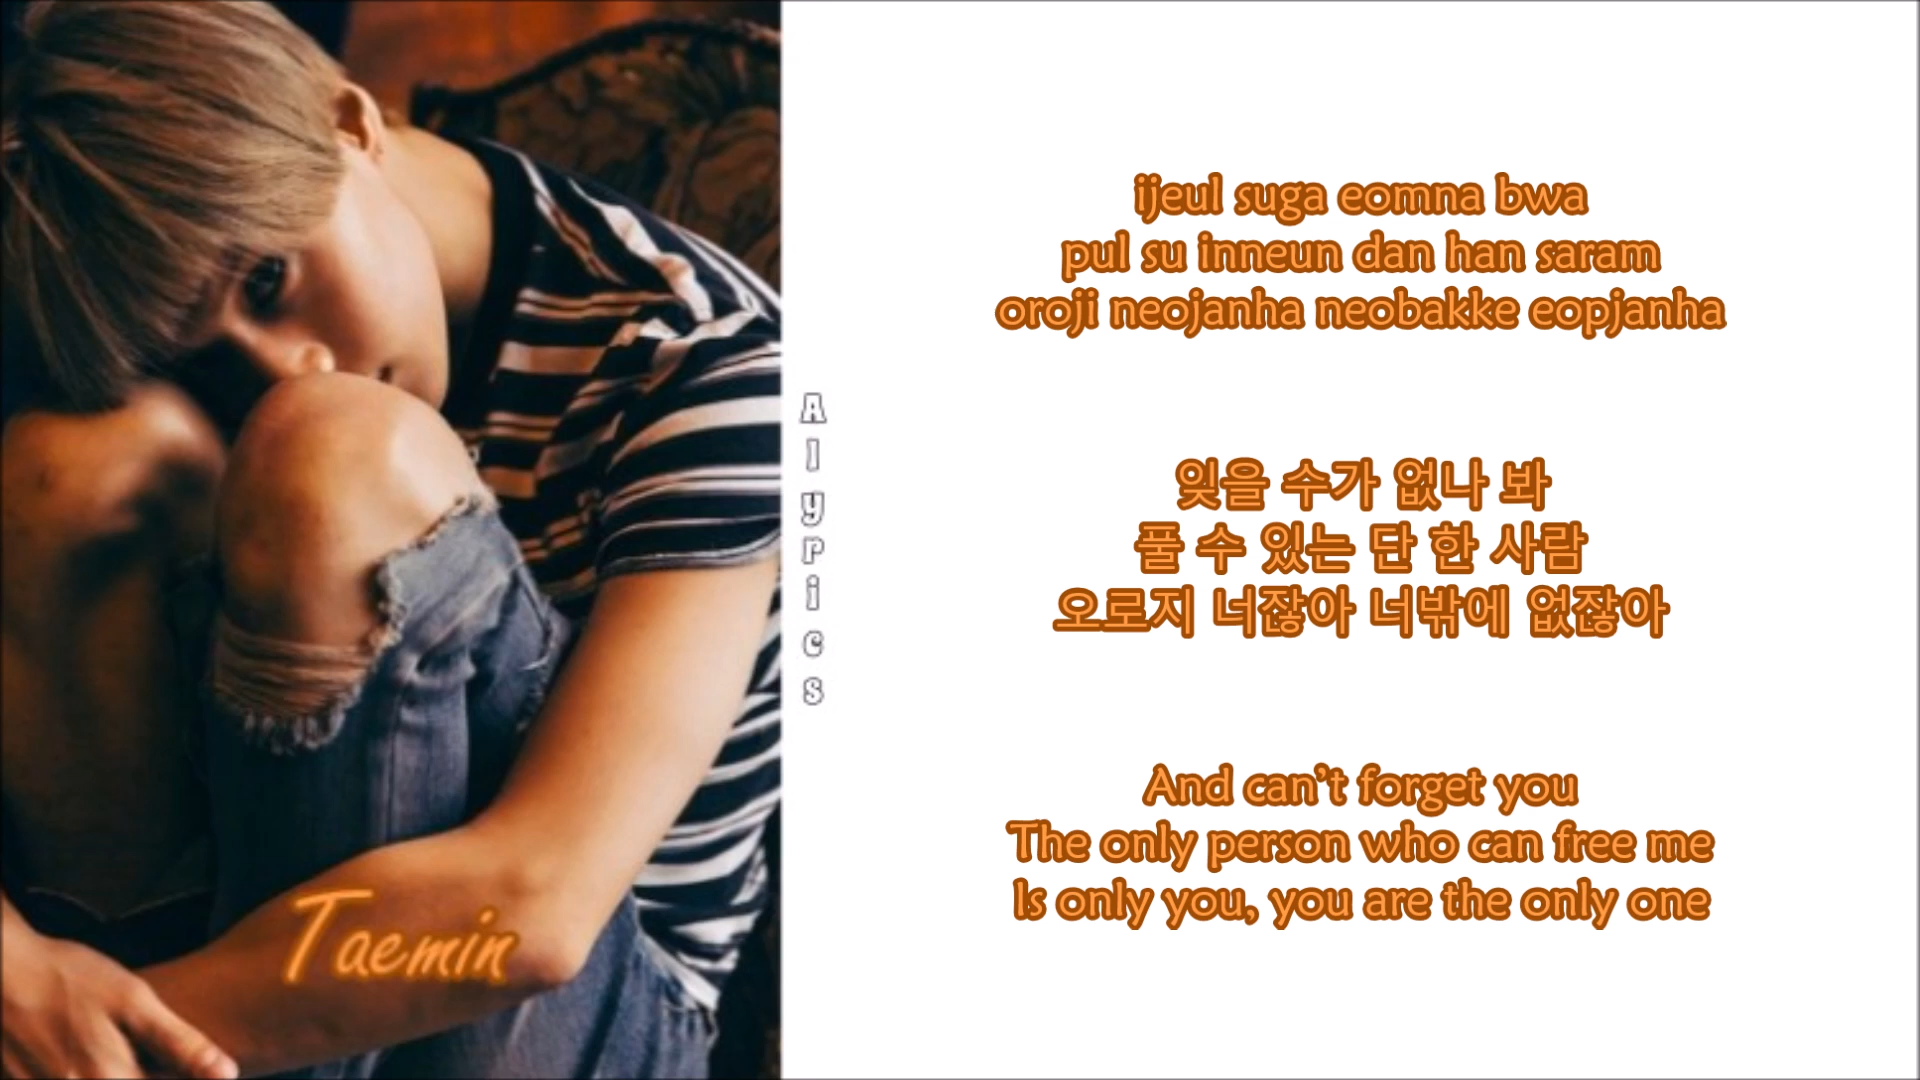 Taemin
Alyrics
ijeul suga eomna bwa
pul su inneun dan han saram
oroji neojanha neobakke eopjanha
잊을 수가 없나 봐
풀 수 있는 단 한 사람
오로지 너잖아 너밖에 없잖아
And can't forget you
The only person who can free me
Is only you, you are the only one